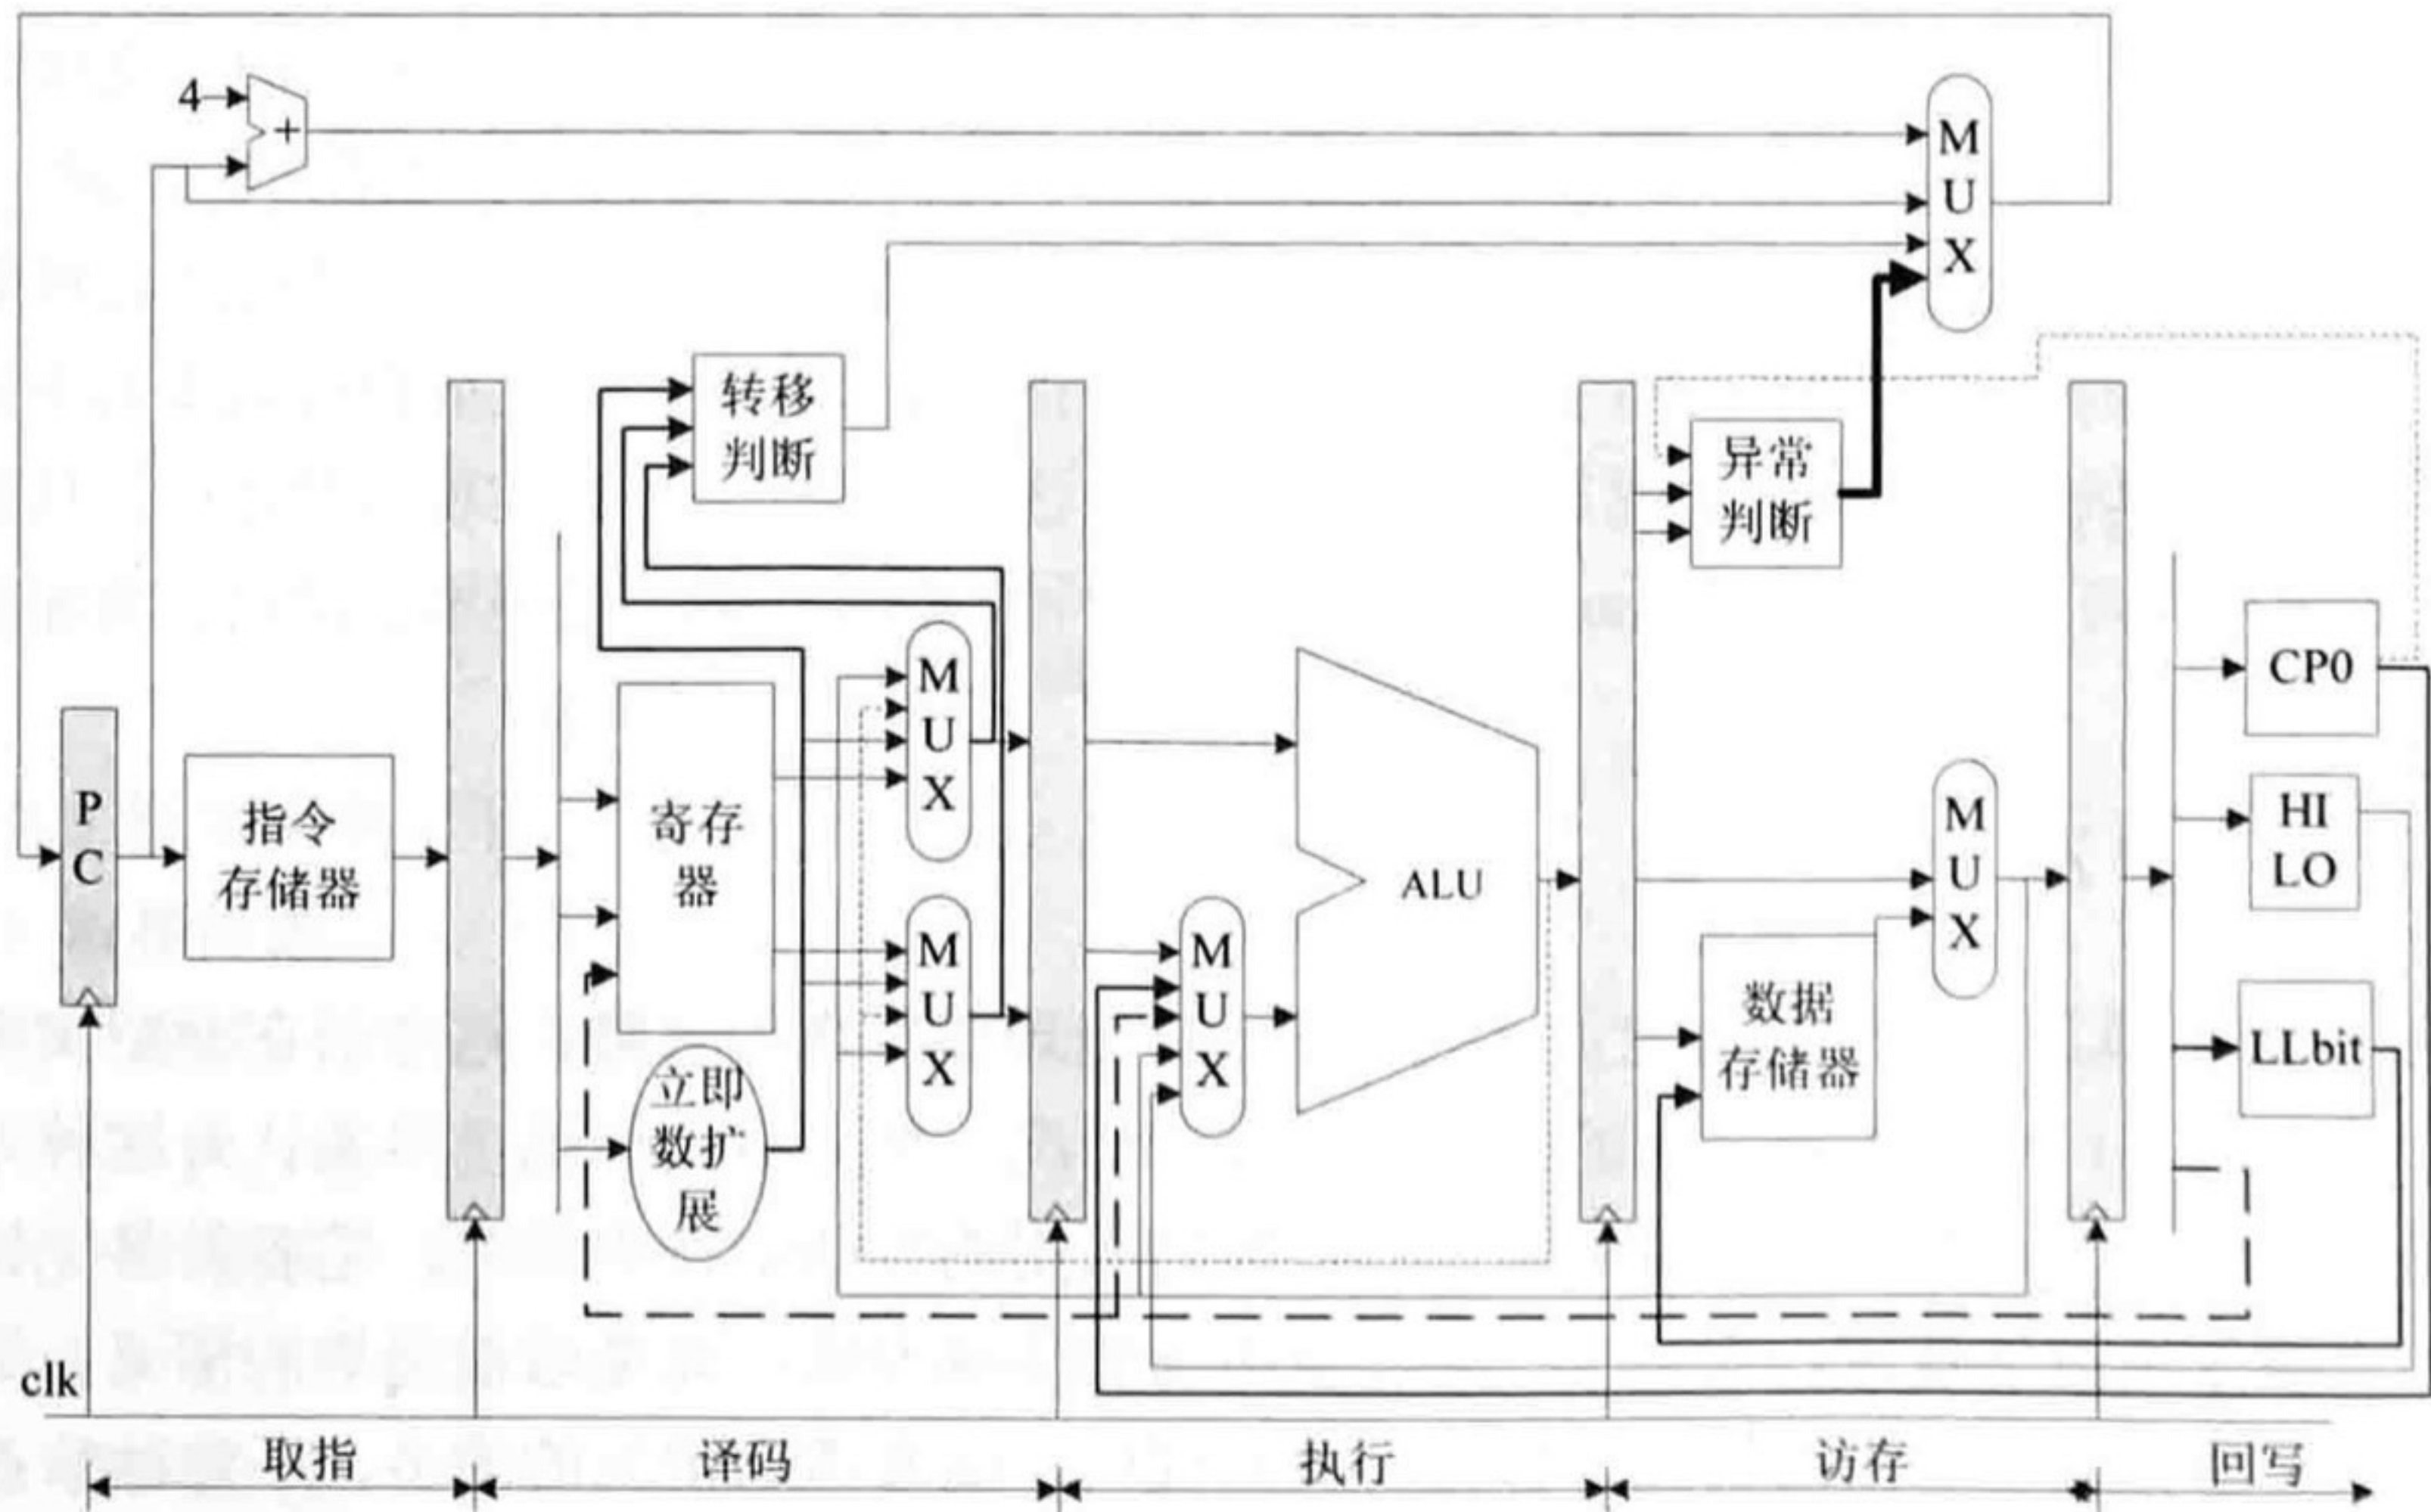 4
+
M
U
X
转移
判断
异常
判断
P
C
指令
存储器
寄存
器
立即
数扩
展
M
U
X
M
U
X
M
U
X
ALU
M
U
X
数据
存储器
CP0
HI
LO
LLbit
clk
取指
译码
执行
访存
回写